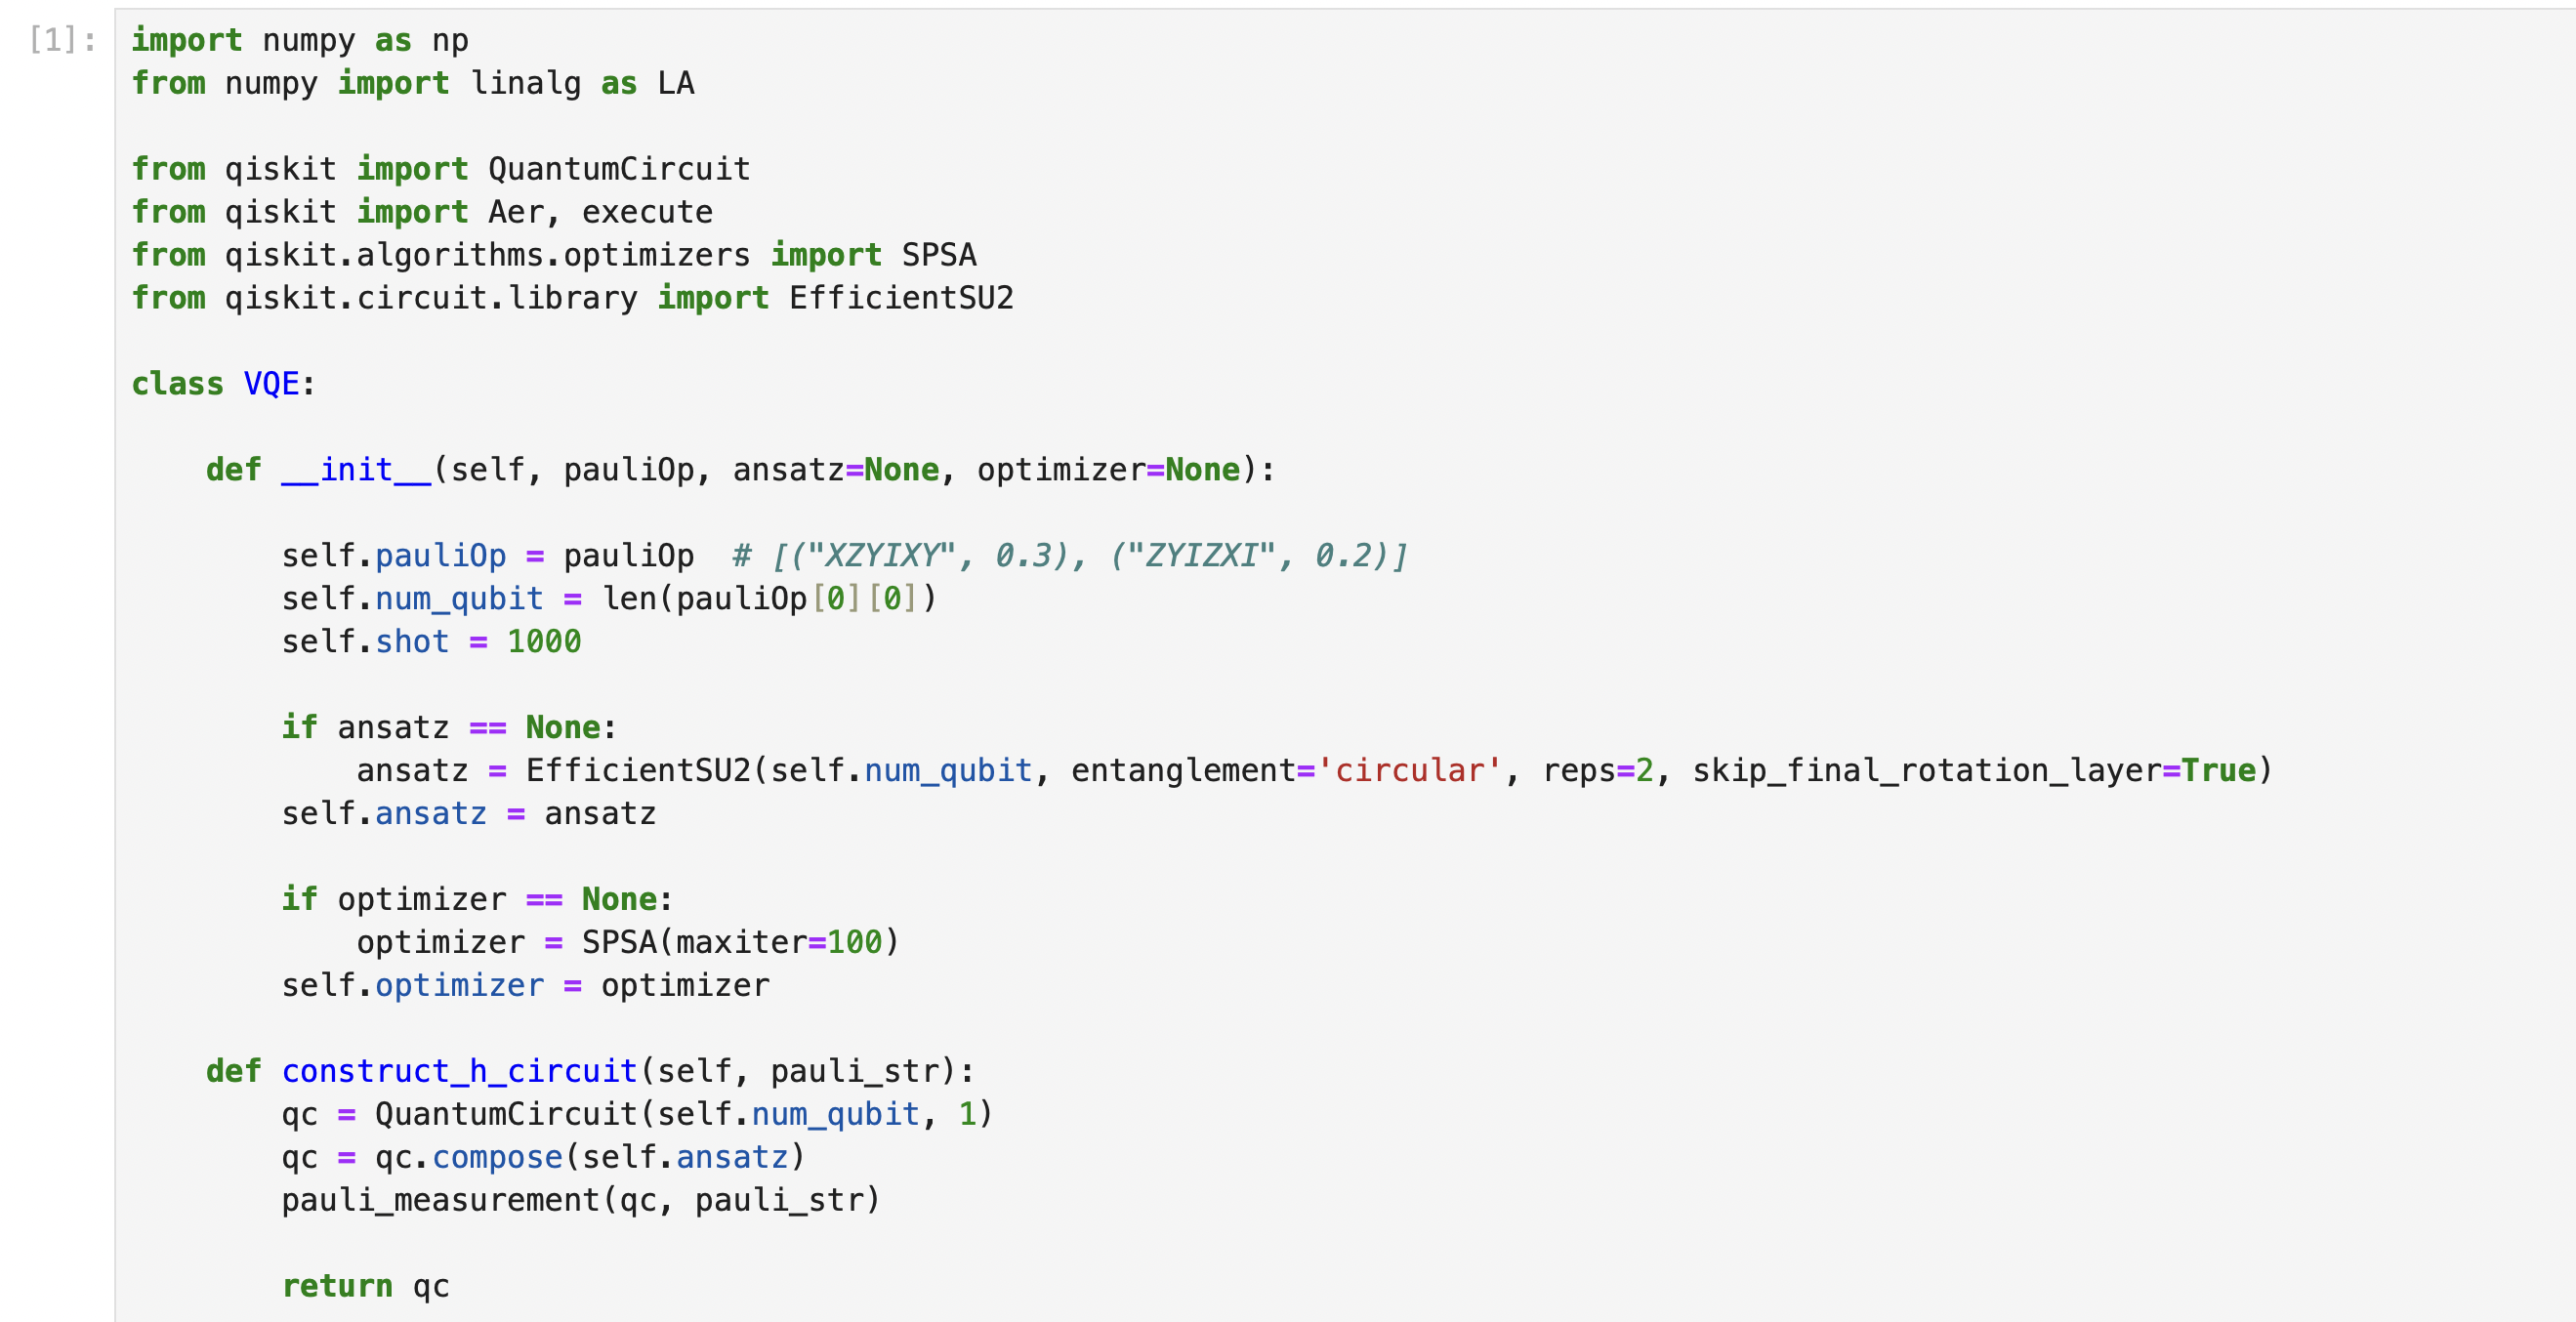 [1]:
import numpy as np
from numpy import linalg as LA
from qiskit import QuantumCircuit
from qiskit import Aer, execute
from qiskit.algorithms.optimizers import SPSA
from qiskit.circuit.library import EfficientSU2
class VQE:
def __init__(self, pauliOp, ansatz=None, optimizer=None):
self.pauliOp = pauliOp  # [("XZYIXY", 0.3), ("ZYIZXI", 0.2)]
self.num_qubit = len(pauliOp[0][0])
self.shot = 1000
if ansatz == None:
ansatz = EfficientSU2(self.num_qubit, entanglement='circular', reps=2, skip_final_rotation_layer=True)
self.ansatz = ansatz
if optimizer == None:
optimizer = SPSA(maxiter=100)
self.optimizer = optimizer
def construct_h_circuit(self, pauli_str):
qc = QuantumCircuit(self.num_qubit, 1)
qc = qc.compose(self.ansatz)
pauli_measurement(qc, pauli_str)
return qc